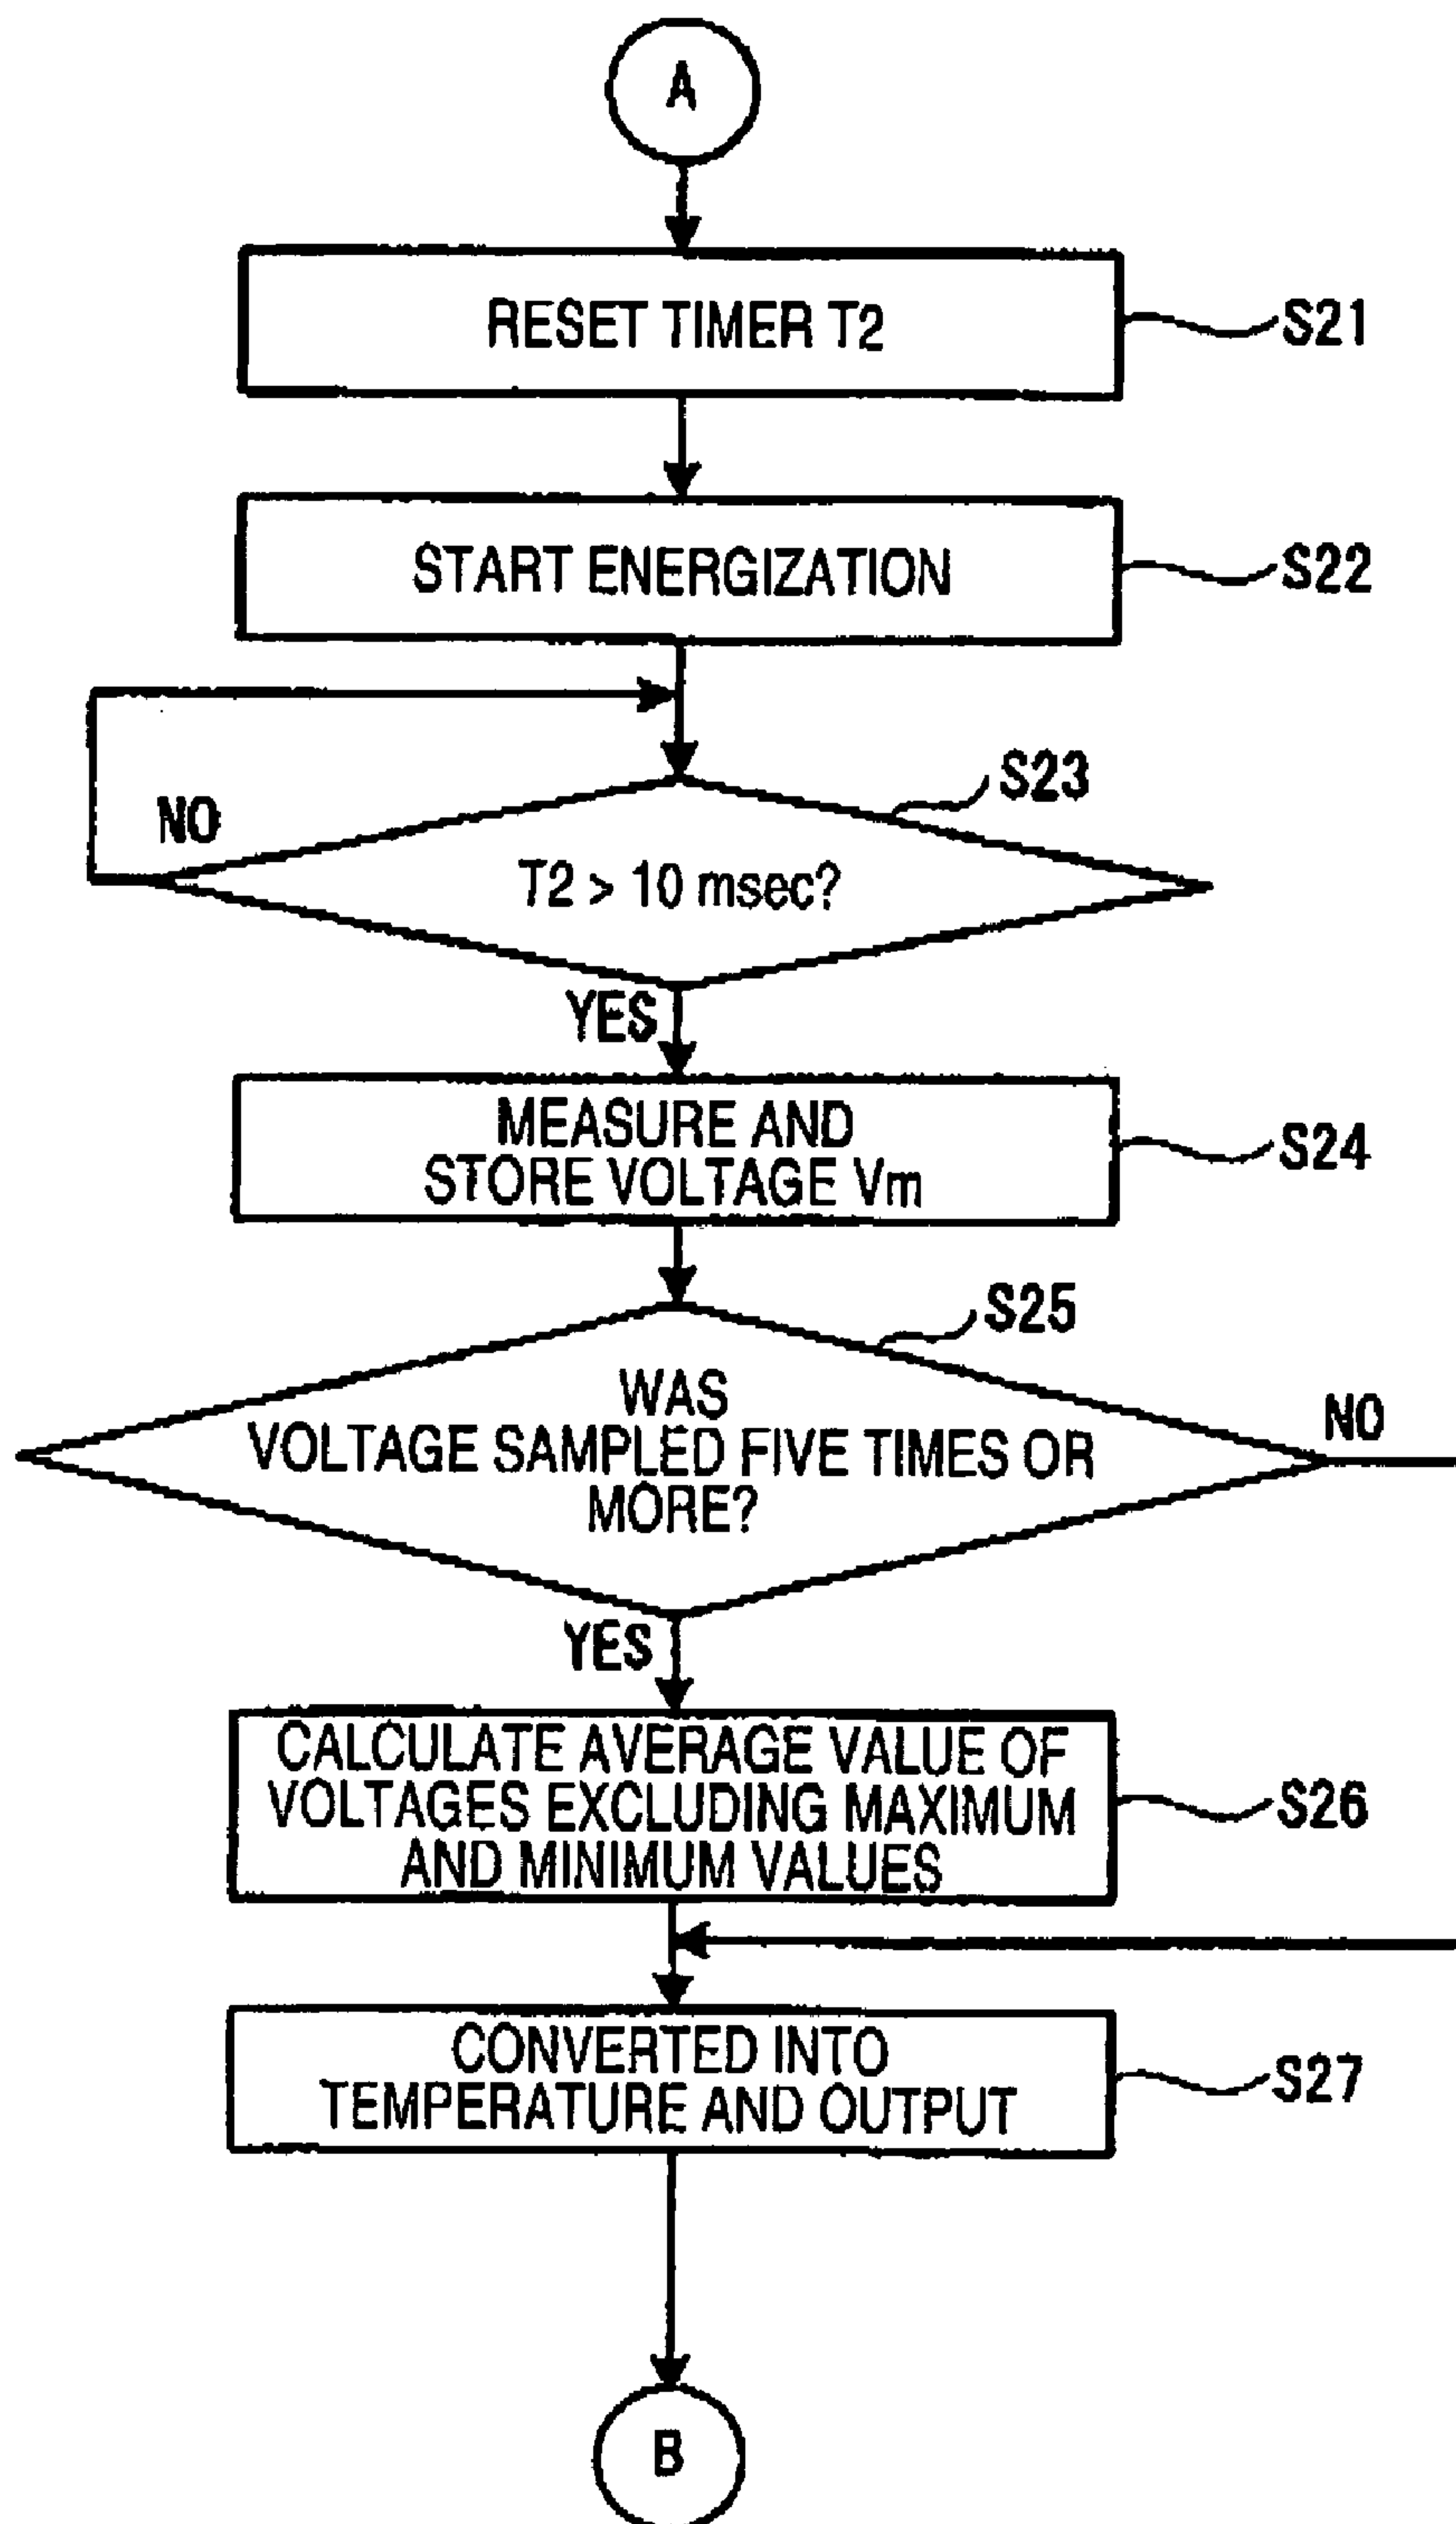 A
RESET TIMER T2
S21
START ENERGIZATION
S22
S23
NO
T2 > 10 msec?
YES
MEASURE AND
STORE VOLTAGE Vm
S24
S25
WAS
VOLTAGE SAMPLED FIVE TIMES OR
MORE?
NO
YES
CALCULATE AVERAGE VALUE OF
VOLTAGES EXCLUDING MAXIMUM
AND MINIMUM VALUES
S26
CONVERTED INTO
TEMPERATURE AND OUTPUT
S27
B